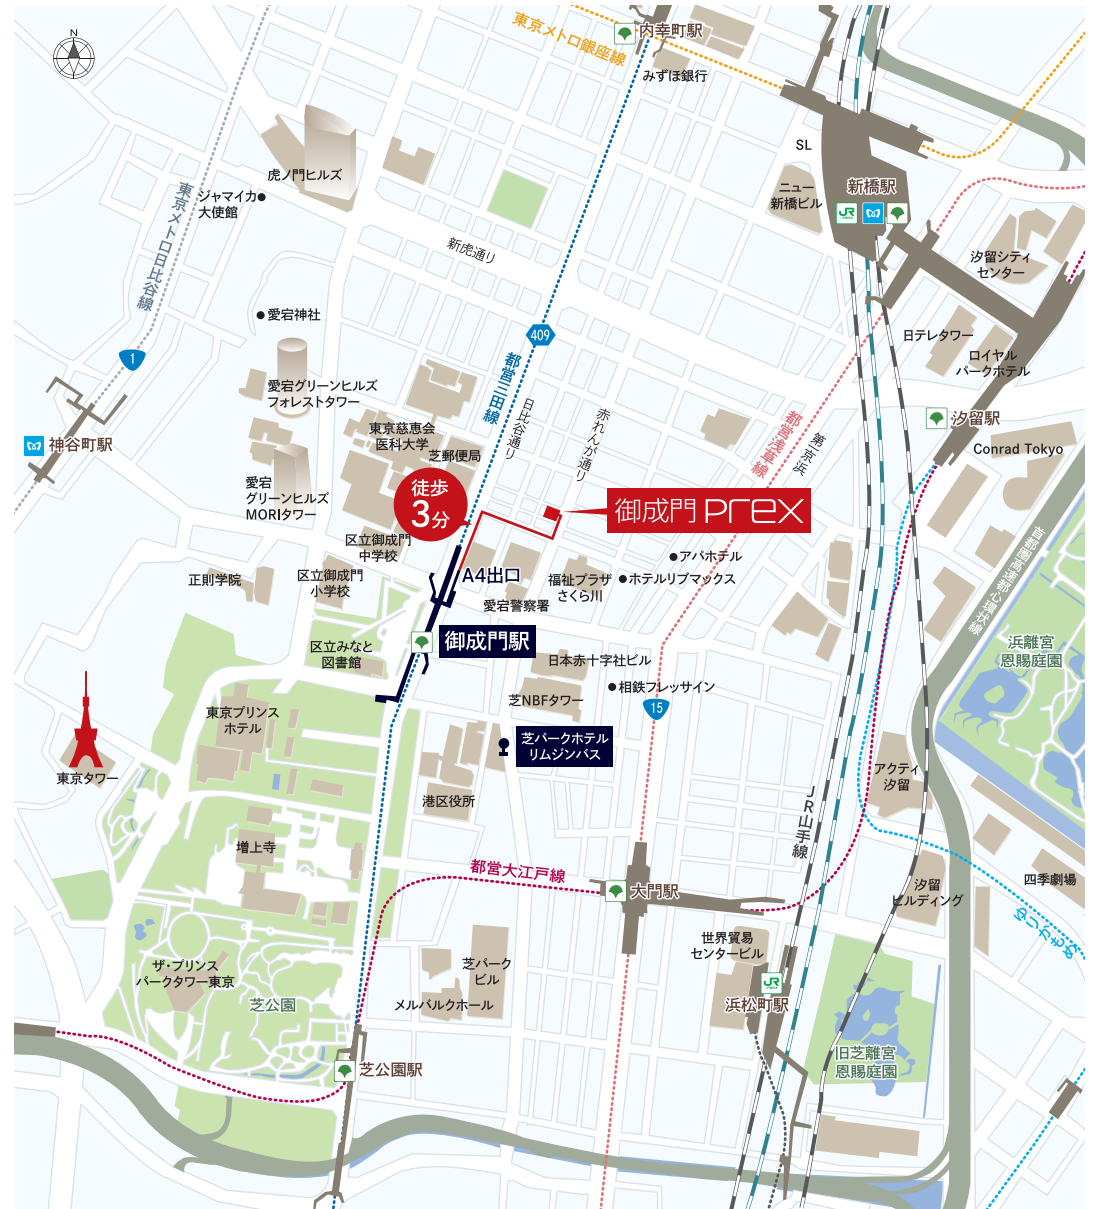 N
東京メトロ銀座線
内幸町駅
みずほ銀行
SL
虎ノ門ヒルズ
ジャマイカ
大使館
東京メトロ日比谷線
ニュー
新橋ビル
新橋駅
JR
新虎通り
汐留シティ
センター
愛宕神社
409
1
日テレタワー
ロイヤル
パークホテル
都営三田線
愛宕グリーンヒルズ
フォレストタワー
日比谷通り
赤れんが通り
都営浅草線
第一京浜
汐留駅
東京慈恵会
医科大学
芝郵便局
神谷町駅
Conrad Tokyo
愛宕
グリーンヒルズ
MORIタワー
徒歩
3分
御成門 PREX
区立御成門
中学校
アパホテル
首都圏高速都心環状線
正則学院
区立御成門
小学校
A4出口
福祉プラザ
さくら川
ホテルリブマックス
愛宕警察署
御成門駅
区立みなと
図書館
日本赤十字社ビル
浜離宮
恩賜庭園
芝NBFタワー
相鉄フレッサイン
15
東京プリンス
ホテル
芝パークホテル
リムジンバス
東京タワー
アクティ
汐留
港区役所
JR山手線
増上寺
都営大江戸線
大門駅
汐留
ビルディング
四季劇場
ゆりかもめ
世界貿易
センタービル
ザ・プリンス
パークタワー東京
芝パーク
ビル
JR
芝公園
メルパルクホール
浜松町駅
旧芝離宮
恩賜庭園
芝公園駅